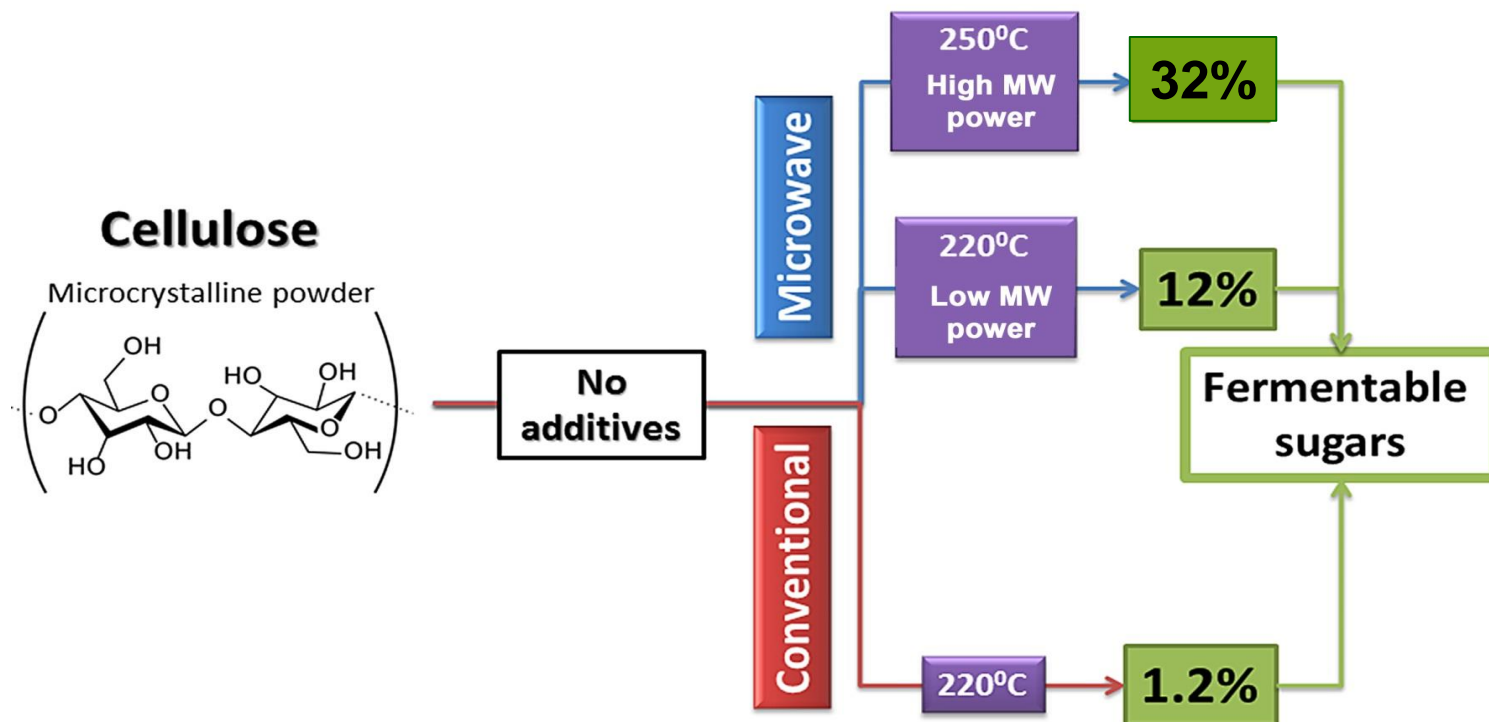 Cellulose
Microcrystalline powder
OH
O
O
HO
OH
O
HO
OH
O
OH
No
additives
Microwave
Conventional
250⁰C
High MW
power
32%
220⁰C
Low MW
power
12%
220⁰C
1.2%
Fermentable
sugars